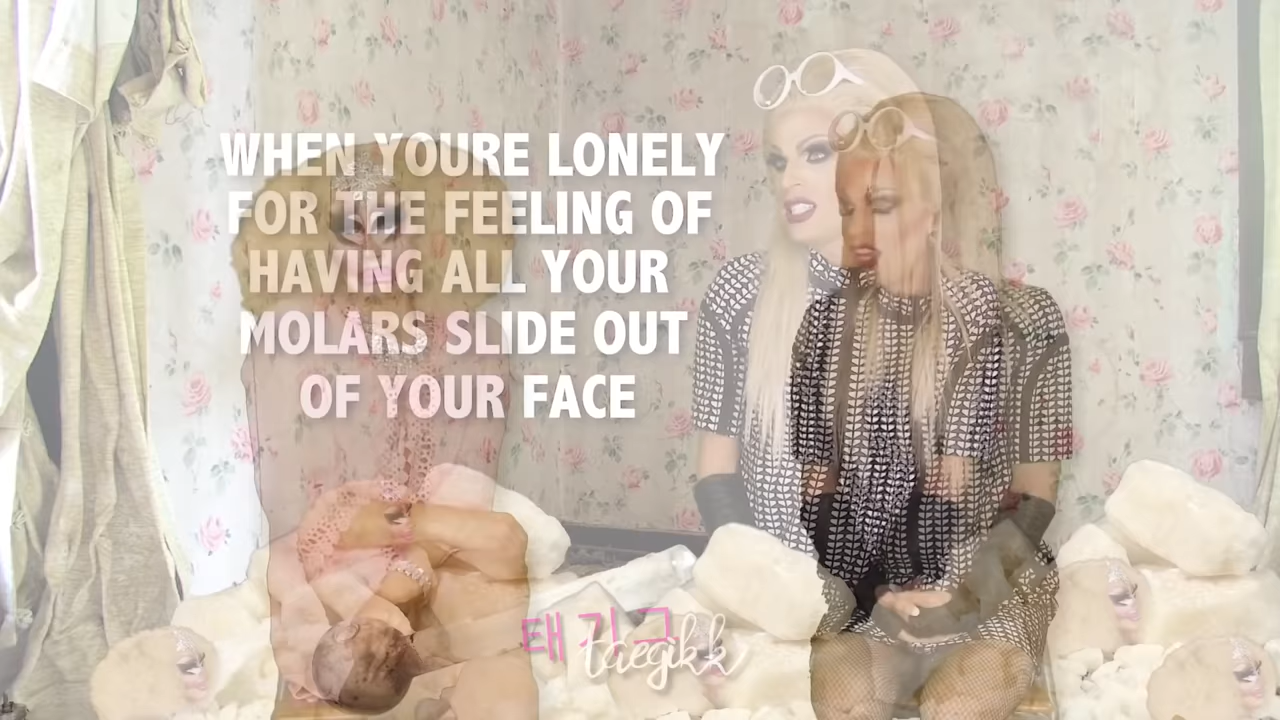 WHEN YOURE LONELY
FOR THE FEELING OF
HAVING ALL YOUR
MOLARS SLIDE OUT
OF YOUR FACE
태기크
taegikk